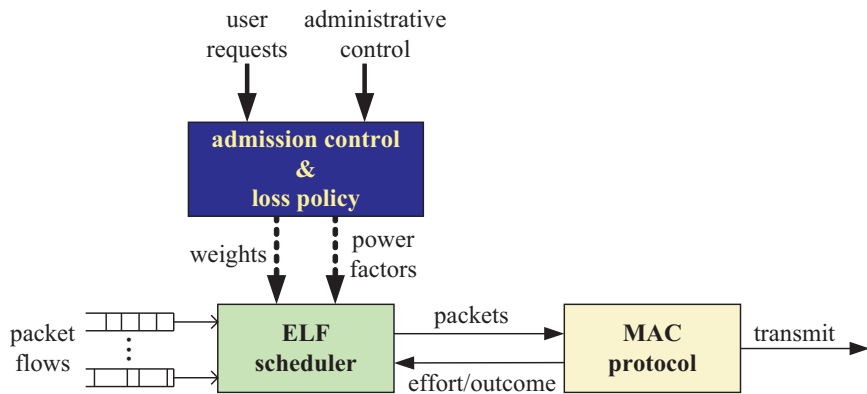 user
requests
administrative
control
admission control
&
loss policy
weights
power
factors
packet
flows
ELF
scheduler
packets
effort/outcome
MAC
protocol
transmit